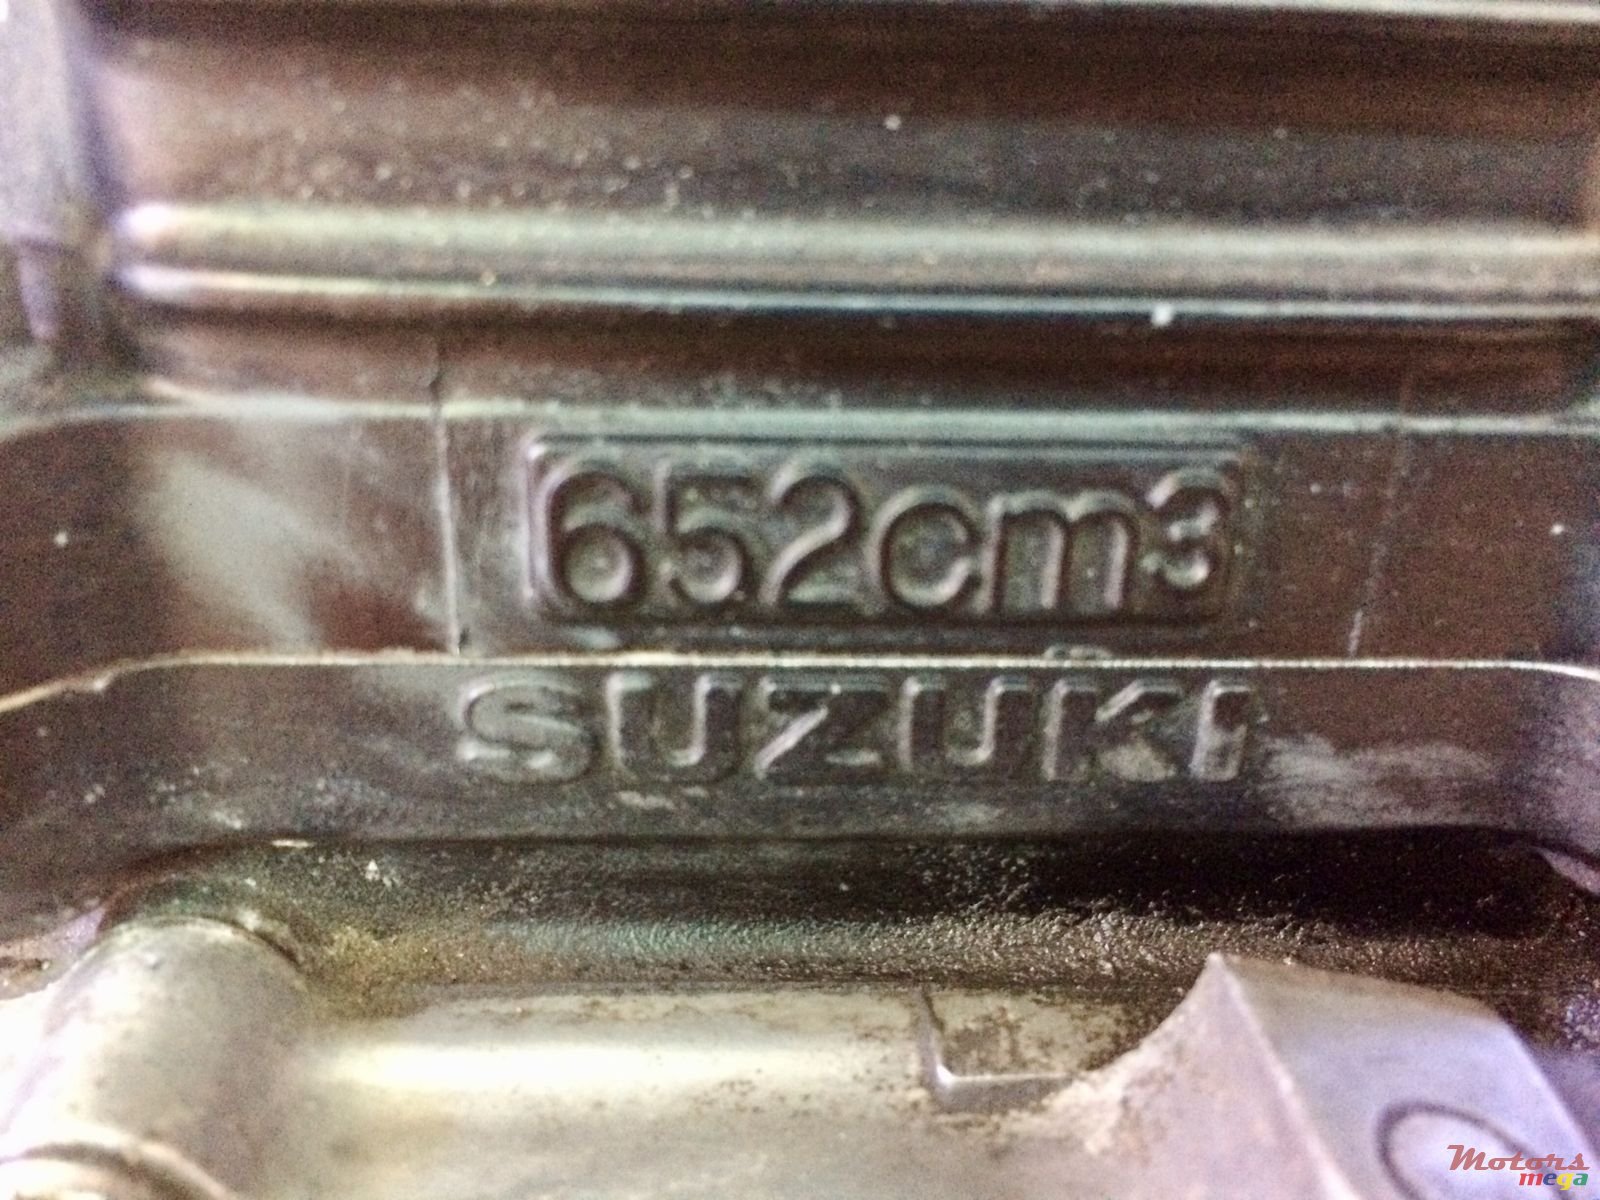 652cm³
SUZUKI
Motors
mega